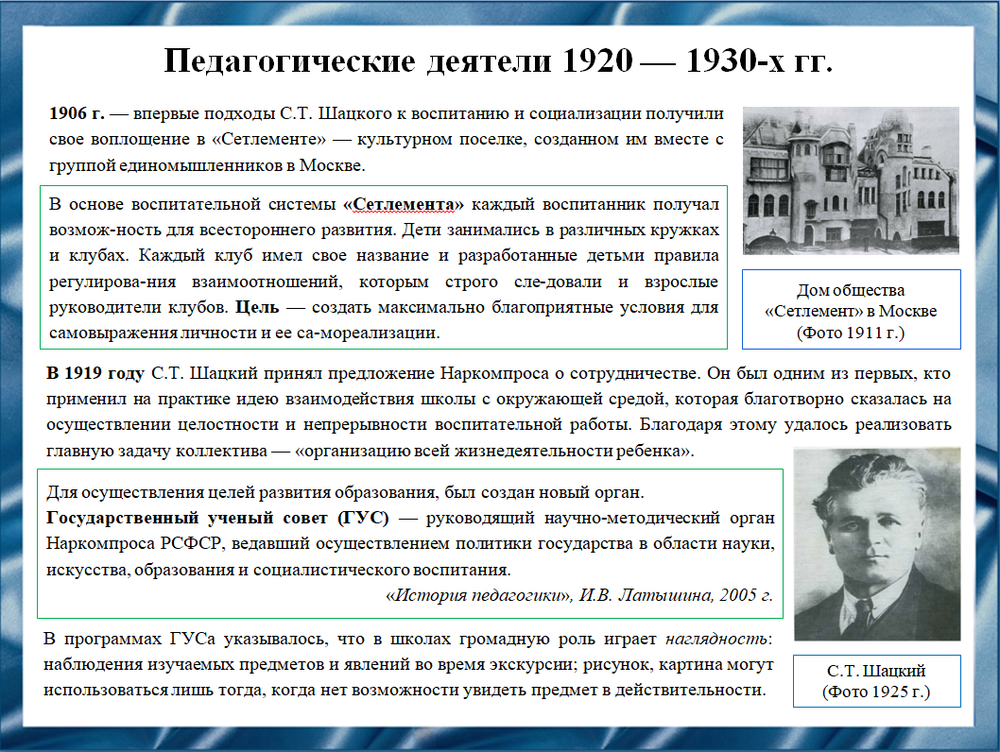 Педагогические деятели 1920 — 1930-х гг.
1906 г. — впервые подходы С.Т. Шацкого к воспитанию и социализации получили
свое воплощение в «Сетлементе» — культурном поселке, созданном им вместе с
группой единомышленников в Москве.
В основе воспитательной системы «Сетлемента» каждый воспитанник получал
возмож-ность для всестороннего развития. Дети занимались в различных кружках
и клубах. Каждый клуб имел свое название и разработанные детьми правила
регулирова-ния взаимоотношений, которым строго сле-довали и взрослые
руководители клубов. Цель — создать максимально благоприятные условия для
самовыражения личности и ее са-мореализации.
Дом общества
«Сетлемент» в Москве
(Фото 1911 г.)
В 1919 году С.Т. Шацкий принял предложение Наркомпроса о сотрудничестве. Он был одним из первых, кто
применил на практике идею взаимодействия школы с окружающей средой, которая благотворно сказалась на
осуществлении целостности и непрерывности воспитательной работы. Благодаря этому удалось реализовать
главную задачу коллектива — «организацию всей жизнедеятельности ребенка».
Для осуществления целей развития образования, был создан новый орган.
Государственный ученый совет (ГУС) — руководящий научно-методический орган
Наркомпроса РСФСР, ведавший осуществлением политики государства в области науки,
искусства, образования и социалистического воспитания.
«История педагогики», И.В. Латышина, 2005 г.
В программах ГУСа указывалось, что в школах громадную роль играет наглядность:
наблюдения изучаемых предметов и явлений во время экскурсии; рисунок, картина могут
использоваться лишь тогда, когда нет возможности увидеть предмет в действительности.
С.Т. Шацкий
(Фото 1925 г.)